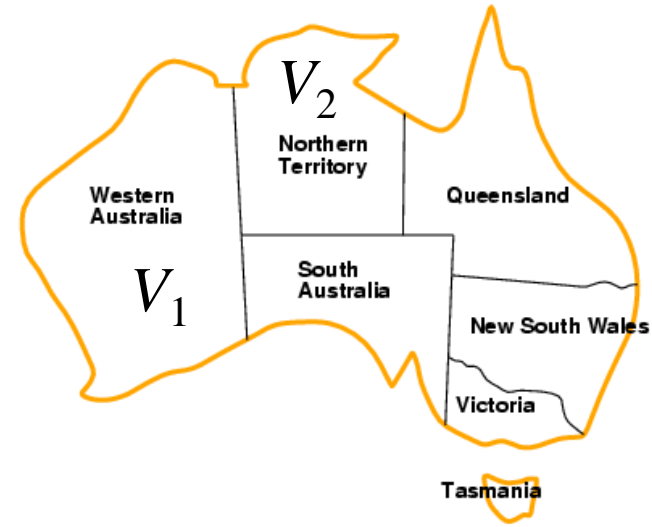 V2
Northern
Territory
Western
Australia
Queensland
South
Australia
V1
New South Wales
Victoria
Tasmania